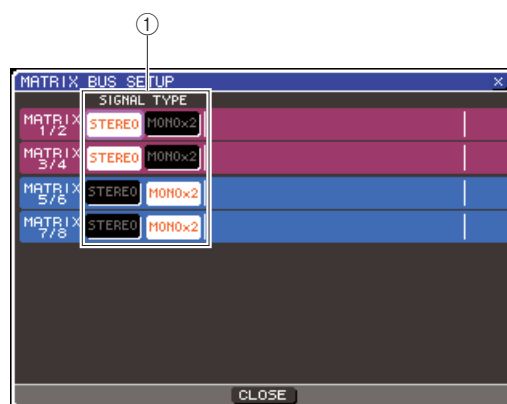 ①
MATRIX BUS SETUP ×
SIGNAL TYPE
MATRIX 1/2 STEREO MONO×2
MATRIX 3/4 STEREO MONO×2
MATRIX 5/6 STEREO MONO×2
MATRIX 7/8 STEREO MONO×2
CLOSE